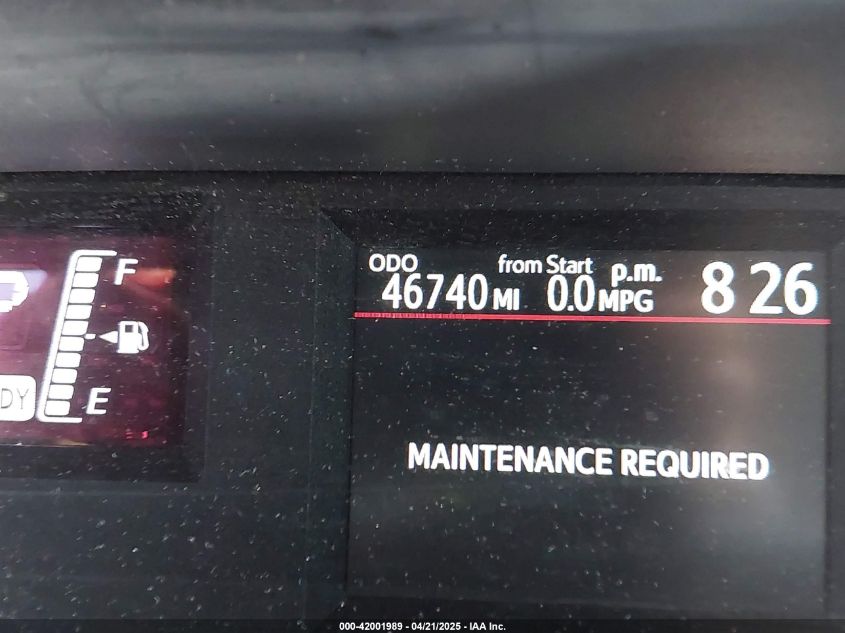 ODO from Start p.m. 8 26
46740 MI 0.0 MPG
F
E
DY
MAINTENANCE REQUIRED
000-42001989 - 04/21/2025 - IAA Inc.